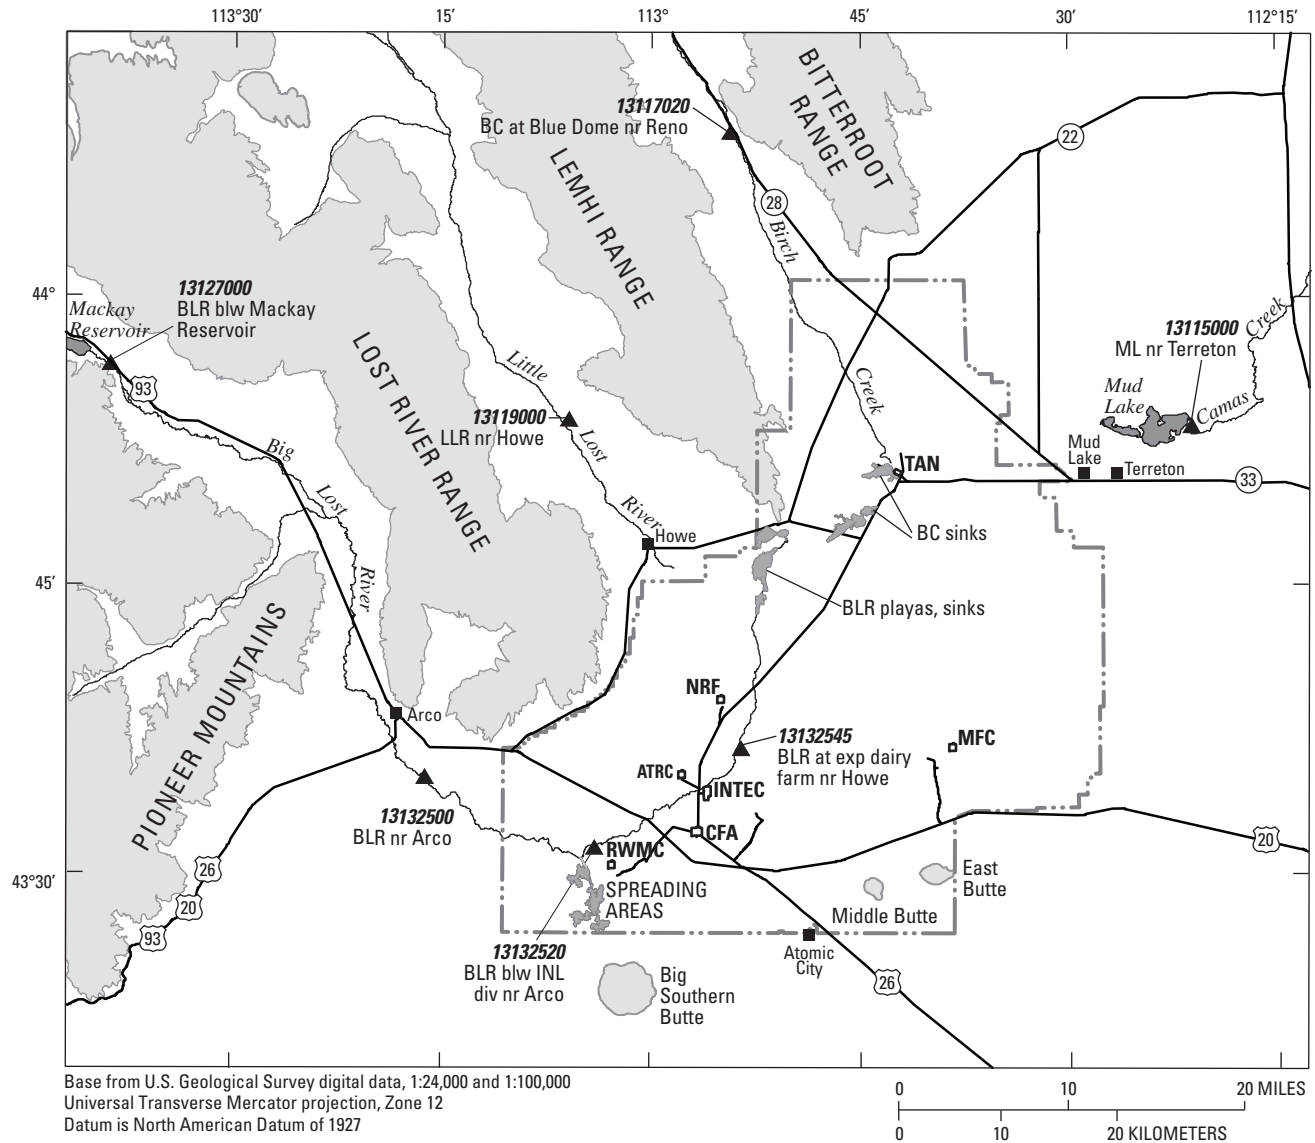 113°30′ 15′ 113° 45′ 30′ 112°15′
BITTERROOT
RANGE
13117020
BC at Blue Dome nr Reno
22
LEMHI RANGE
28
Birch
44°
13127000
BLR blw Mackay
Reservoir
Mackay
Reservoir
93
LOST RIVER RANGE
Little
Lost
River
13119000
LLR nr Howe
Creek
13115000
ML nr Terreton
Camas
Creek
Mud
Lake
Mud
Lake
Terreton
33
Big
Lost
River
TAN
BC sinks
Howe
45′
BLR playas, sinks
PIONEER MOUNTAINS
NRF
Arco
13132545
BLR at exp dairy
farm nr Howe
MFC
ATRC
INTEC
CFA
13132500
BLR nr Arco
20
26
20
93
43°30′
RWMC
SPREADING
AREAS
East
Butte
Middle Butte
13132520
BLR blw INL
div nr Arco
Atomic
City
Big
Southern
Butte
26
Base from U.S. Geological Survey digital data, 1:24,000 and 1:100,000
Universal Transverse Mercator projection, Zone 12
Datum is North American Datum of 1927
0 10 20 MILES
0 10 20 KILOMETERS